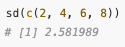 sd(c(2, 4, 6, 8))
# [1] 2.581989